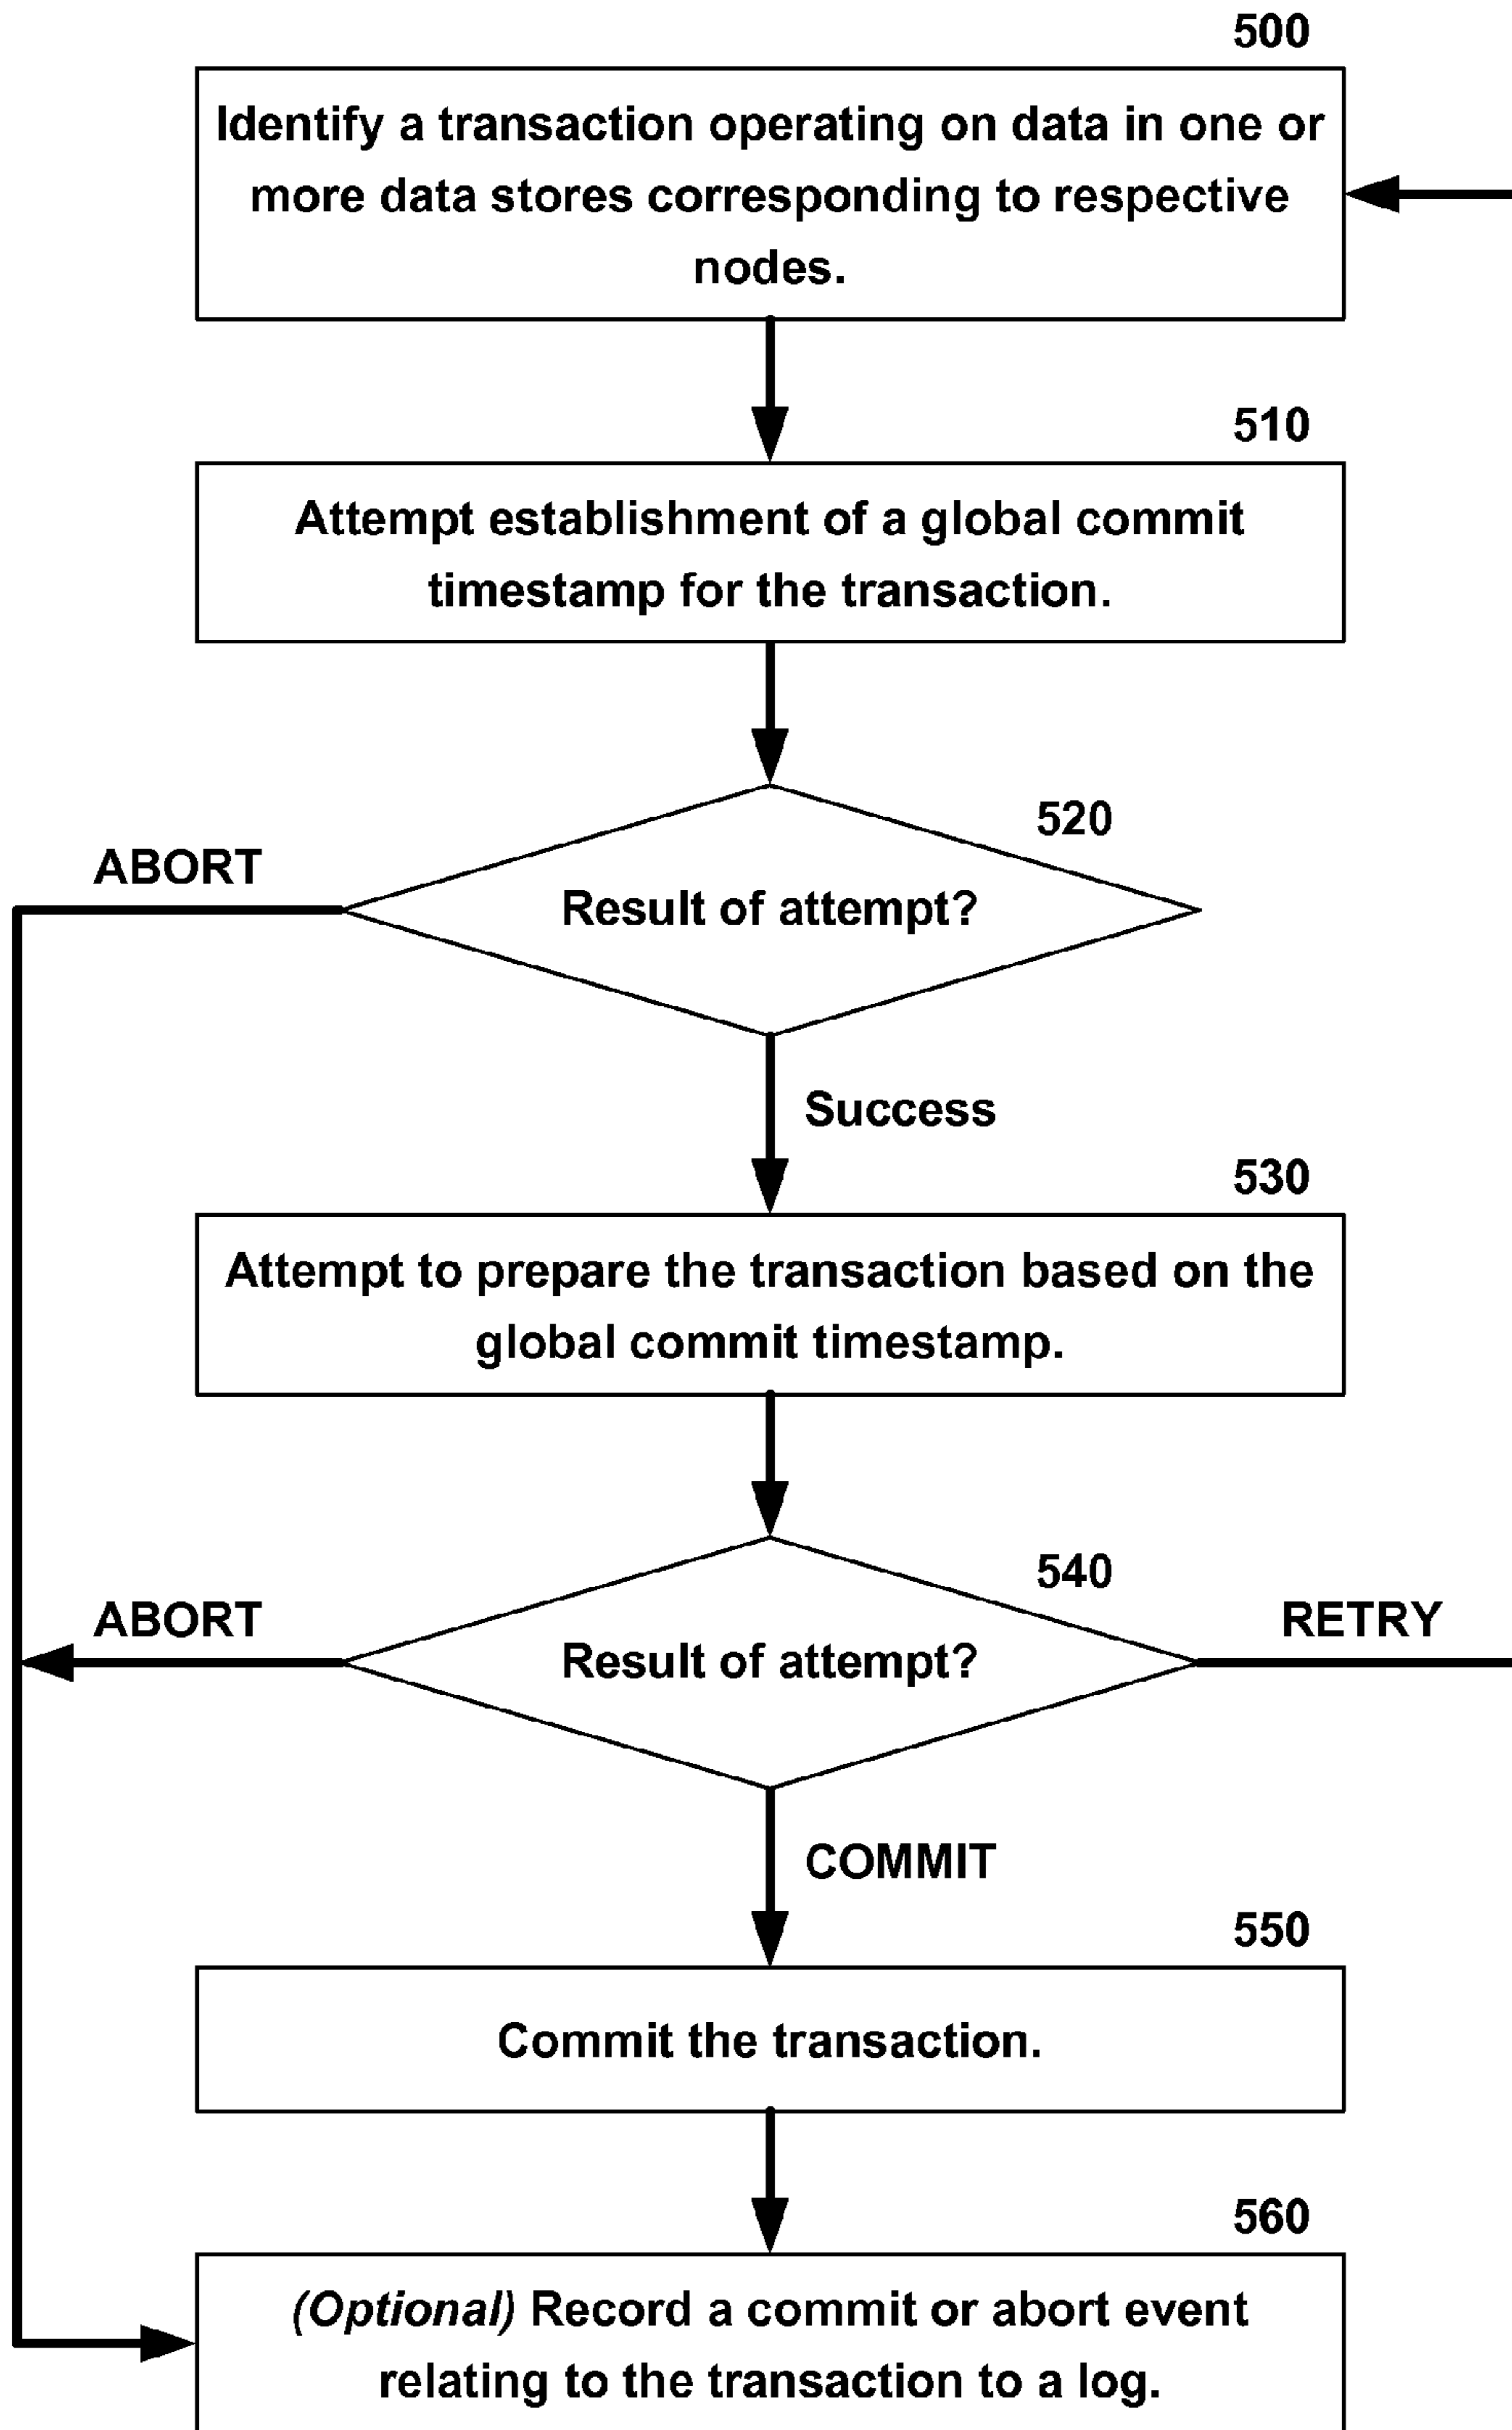 500
Identify a transaction operating on data in one or
more data stores corresponding to respective
nodes.
510
Attempt establishment of a global commit
timestamp for the transaction.
520
ABORT
Result of attempt?
Success
530
Attempt to prepare the transaction based on the
global commit timestamp.
540
ABORT
RETRY
Result of attempt?
COMMIT
550
Commit the transaction.
560
(Optional) Record a commit or abort event
relating to the transaction to a log.